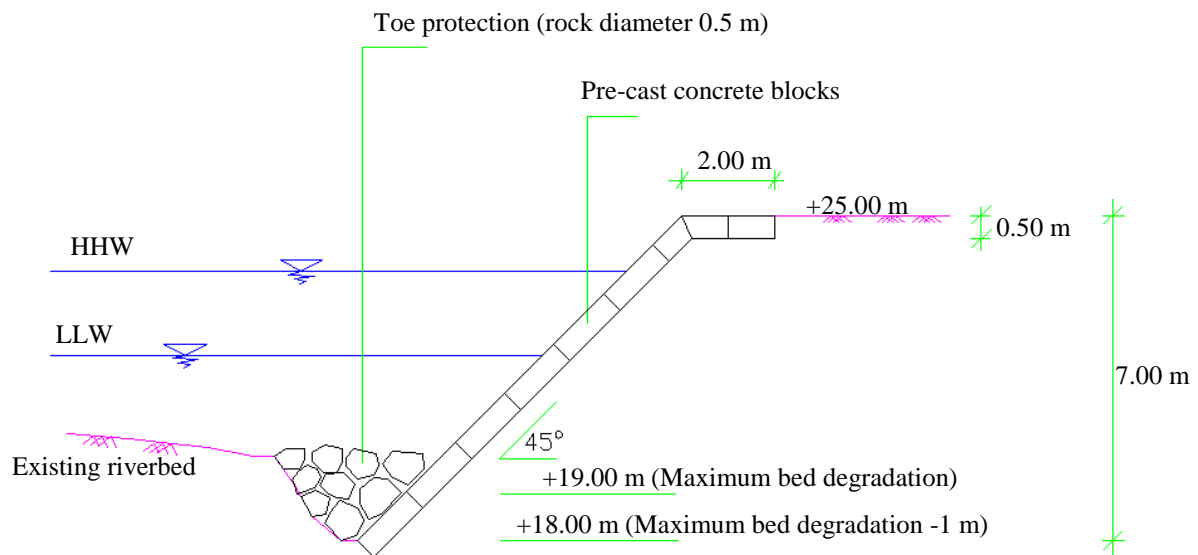 Toe protection (rock diameter 0.5 m)
Pre-cast concrete blocks
2.00 m
+25.00 m
0.50 m
HHW
LLW
7.00 m
45°
Existing riverbed
+19.00 m (Maximum bed degradation)
+18.00 m (Maximum bed degradation -1 m)